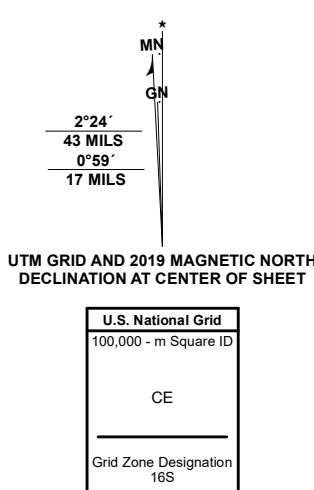 MN
GN
2°24´
43 MILS
0°59´
17 MILS
UTM GRID AND 2019 MAGNETIC NORTH
DECLINATION AT CENTER OF SHEET
U.S. National Grid
100,000 - m Square ID
CE
Grid Zone Designation
16S